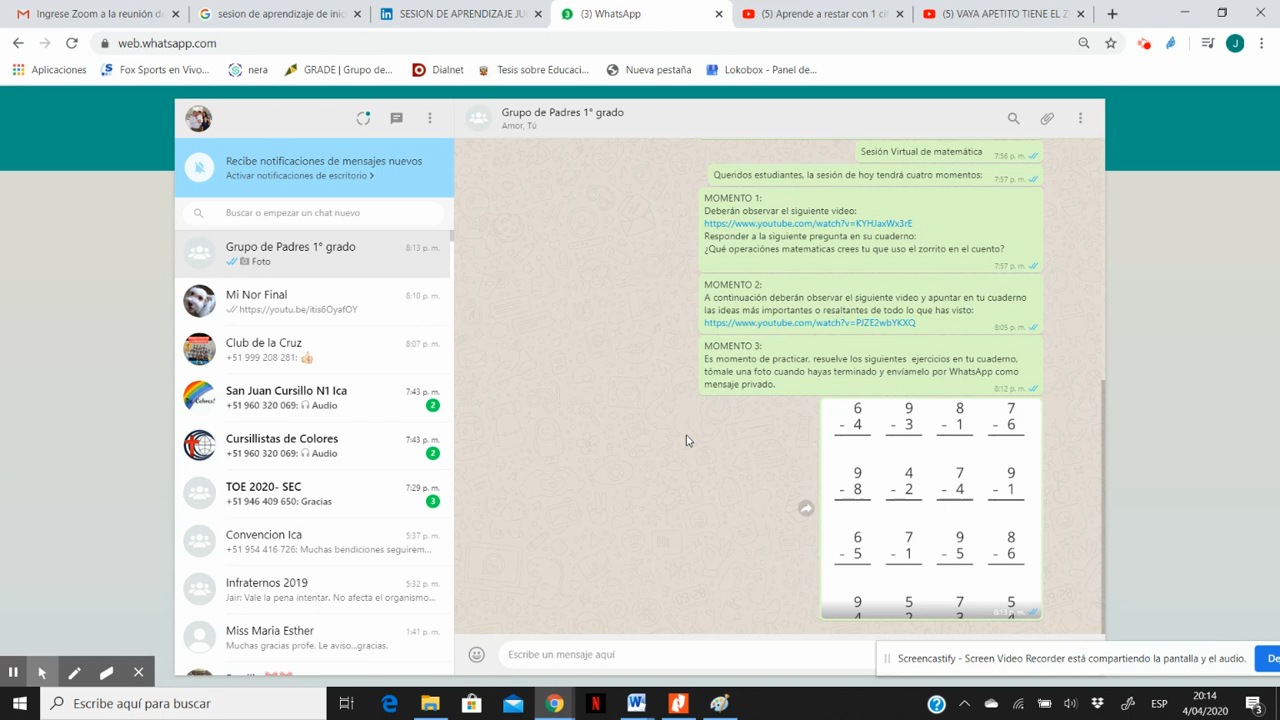 Ingrese Zoom a la reunión de
sesion de aprendizaje de inic
SESION DE APRENDIZAJE JU
(3) WhatsApp
(5) Aprende a restar con 1 cif
(5) VAYA APETITO TIENE EL Z
web.whatsapp.com
Aplicaciones
Fox Sports en Vivo...
nera
GRADE | Grupo de...
Dialnet
Tesis sobre Educaci...
Nueva pestaña
Lokobox - Panel de...
Grupo de Padres 1° grado
Amor, Tú
Recibe notificaciones de mensajes nuevos
Activar notificaciones de escritorio >
Buscar o empezar un chat nuevo
Grupo de Padres 1° grado 8:13 p. m.
Foto
Mi Nor Final 8:10 p. m.
https://youtu.be/itis6OyafOY
Club de la Cruz 8:07 p. m.
+51 999 208 281:
San Juan Cursillo N1 Ica 7:43 p. m.
+51 960 320 069: Audio 2
Cursillistas de Colores 7:43 p. m.
+51 960 320 069: Audio 2
TOE 2020- SEC 7:29 p. m.
+51 946 409 650: Gracias 3
Convencion Ica 5:37 p. m.
+51 954 416 726: Muchas bendiciones seguirem...
Infraternos 2019 5:32 p. m.
Jair: Vale la pena intentar. No afecta el organismo...
Miss Maria Esther 1:41 p. m.
Muchas gracias profe. Le aviso...gracias.
Sesión Virtual de matemática 7:56 p. m.
Queridos estudiantes, la sesión de hoy tendrá cuatro momentos: 7:57 p. m.
MOMENTO 1:
Deberán observar el siguiente video:
https://www.youtube.com/watch?v=KYHJaxWx3rE
Responder a la siguiente pregunta en su cuaderno:
¿Qué operaciónes matematicas crees tu que uso el zorrito en el cuento?
7:57 p. m.
MOMENTO 2:
A continuación deberán observar el siguiente video y apuntar en tu cuaderno
las ideas más importantes o resaltantes de todo lo que has visto:
https://www.youtube.com/watch?v=PJZE2wbYKXQ 8:05 p. m.
MOMENTO 3:
Es momento de practicar, resuelve los siguientes ejercicios en tu cuaderno,
tómale una foto cuando hayas terminado y envíamelo por WhatsApp como
mensaje privado. 8:12 p. m.
6 9 8 7
- 4 - 3 - 1 - 6
9 4 7 9
- 8 - 2 - 4 - 1
6 7 9 8
- 5 - 1 - 5 - 6
9 5 7 5
8:13 p. m.
Escribe un mensaje aquí
Screencastify - Screen Video Recorder está compartiendo la pantalla y el audio.
De
Escribe aquí para buscar
ESP
20:14
4/04/2020
3